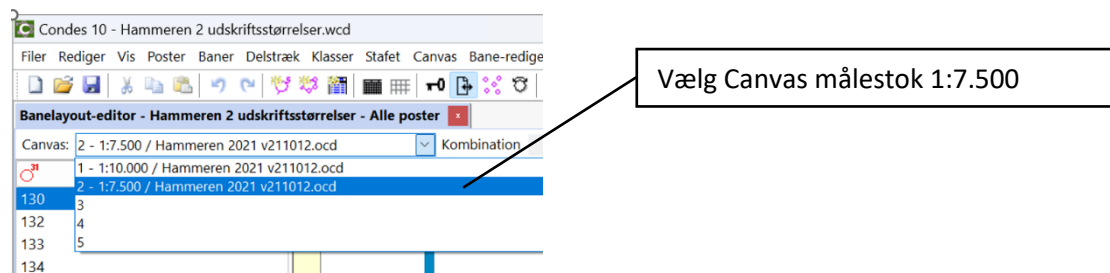 Condes 10 - Hammeren 2 udskriftsstørrelser.wcd
Filer Rediger Vis Poster Baner Delstræk Klasser Stafet Canvas Bane-redige
Vælg Canvas målestok 1:7.500
Banelayout-editor - Hammeren 2 udskriftsstørrelser - Alle poster
Canvas: 2 - 1:7.500 / Hammeren 2021 v211012.ocd Kombination
31
1 - 1:10.000 / Hammeren 2021 v211012.ocd
2 - 1:7.500 / Hammeren 2021 v211012.ocd
130
3
132
4
133
5
134